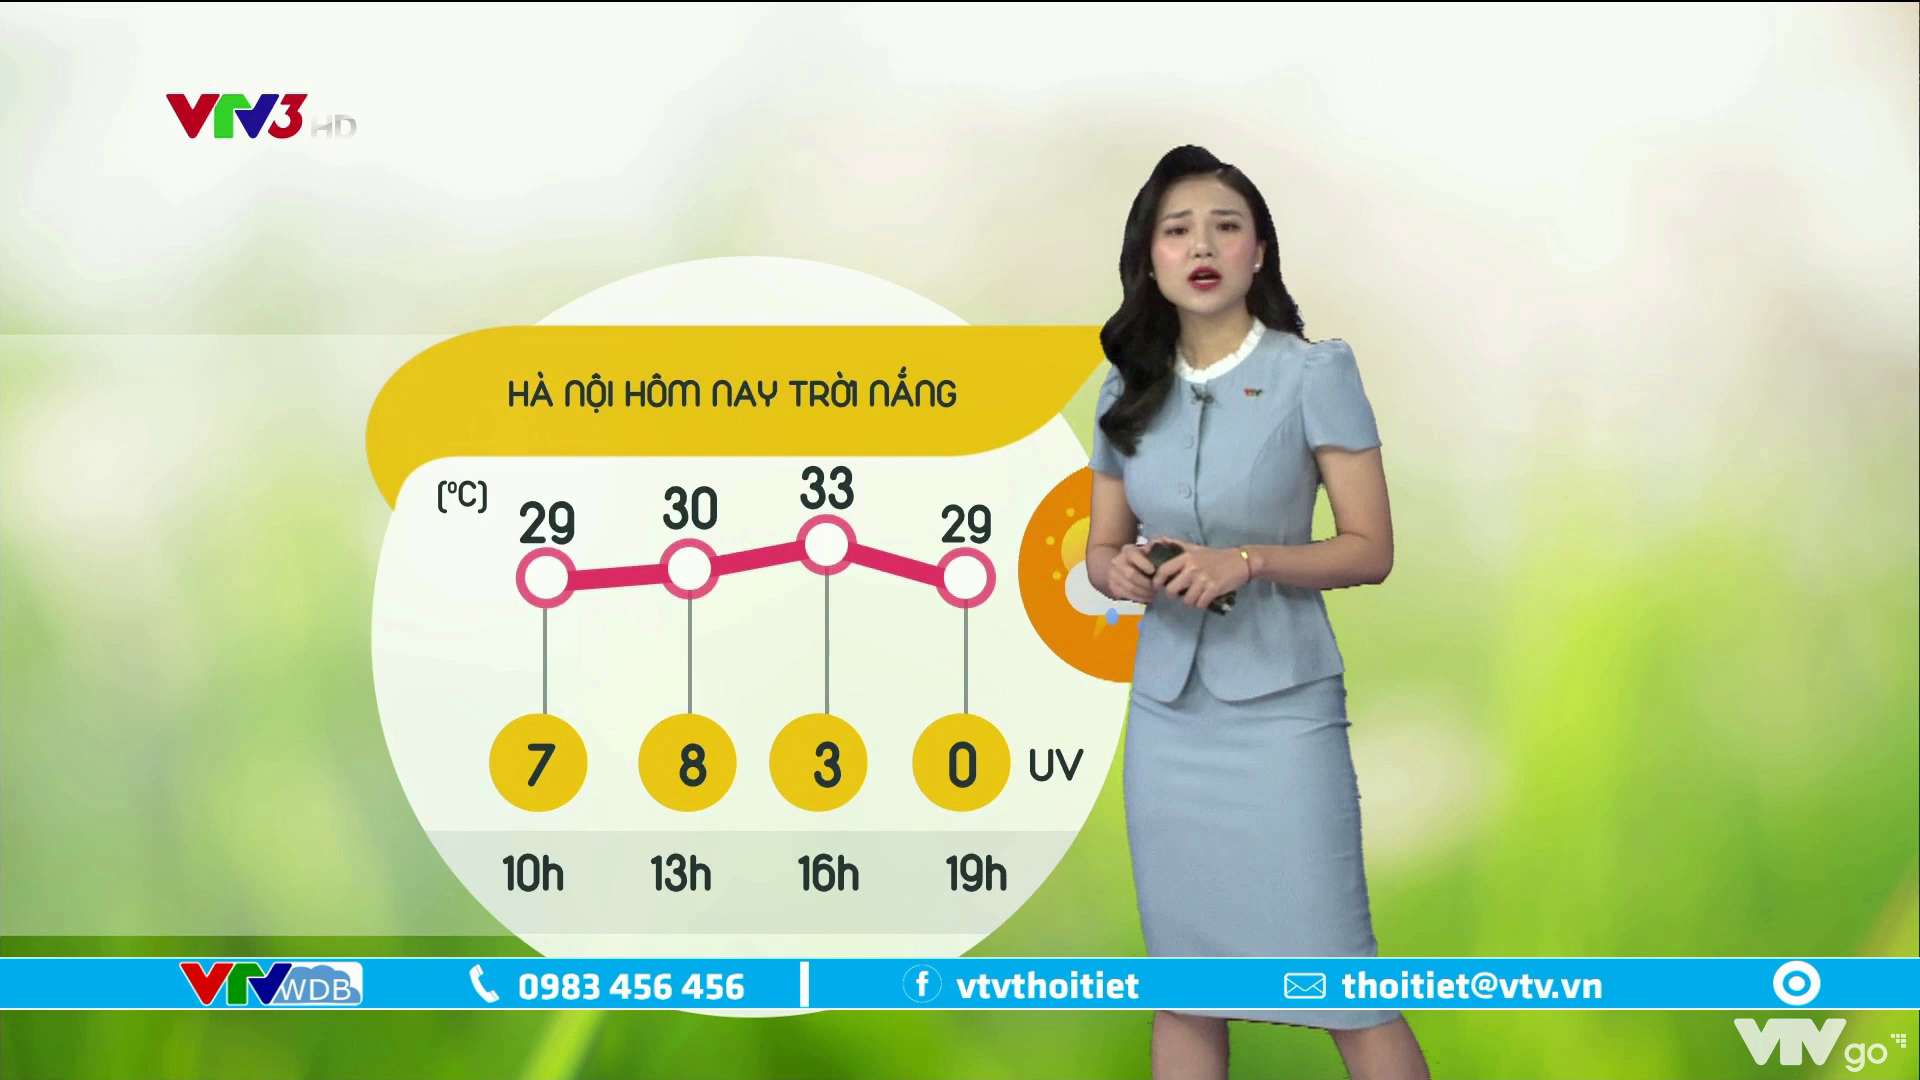 VTV3 HD
HÀ NỘI HÔM NAY TRỜI NẮNG
(°C)
29 30 33 29
7 8 3 0 UV
10h 13h 16h 19h
VTV WDB 0983 456 456 vtvthoitiet thoitiet@vtv.vn
VTV go